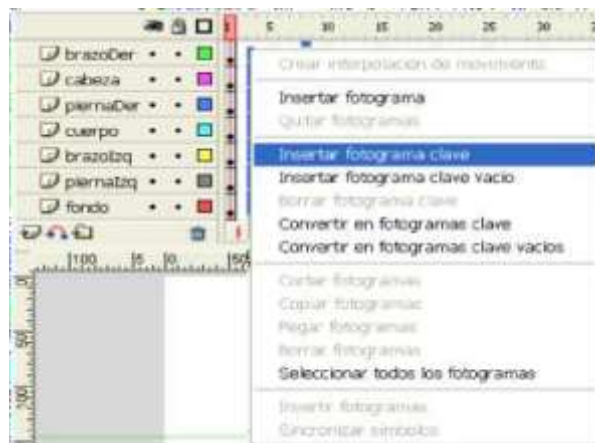 1 5 10 15 20 25 30
brazoDer
Crear interpolación de movimiento
cabeza
Insertar fotograma
piernaDer
Quitar fotogramas
cuerpo
Insertar fotograma clave
brazoIzq
Insertar fotograma clave vacío
piernaIzq
Borrar fotograma clave
fondo
Convertir en fotogramas clave
Convertir en fotogramas clave vacíos
Cortar fotogramas
Copiar fotogramas
Pegar fotogramas
Borrar fotogramas
Seleccionar todos los fotogramas
Invertir fotogramas
Sincronizar símbolos